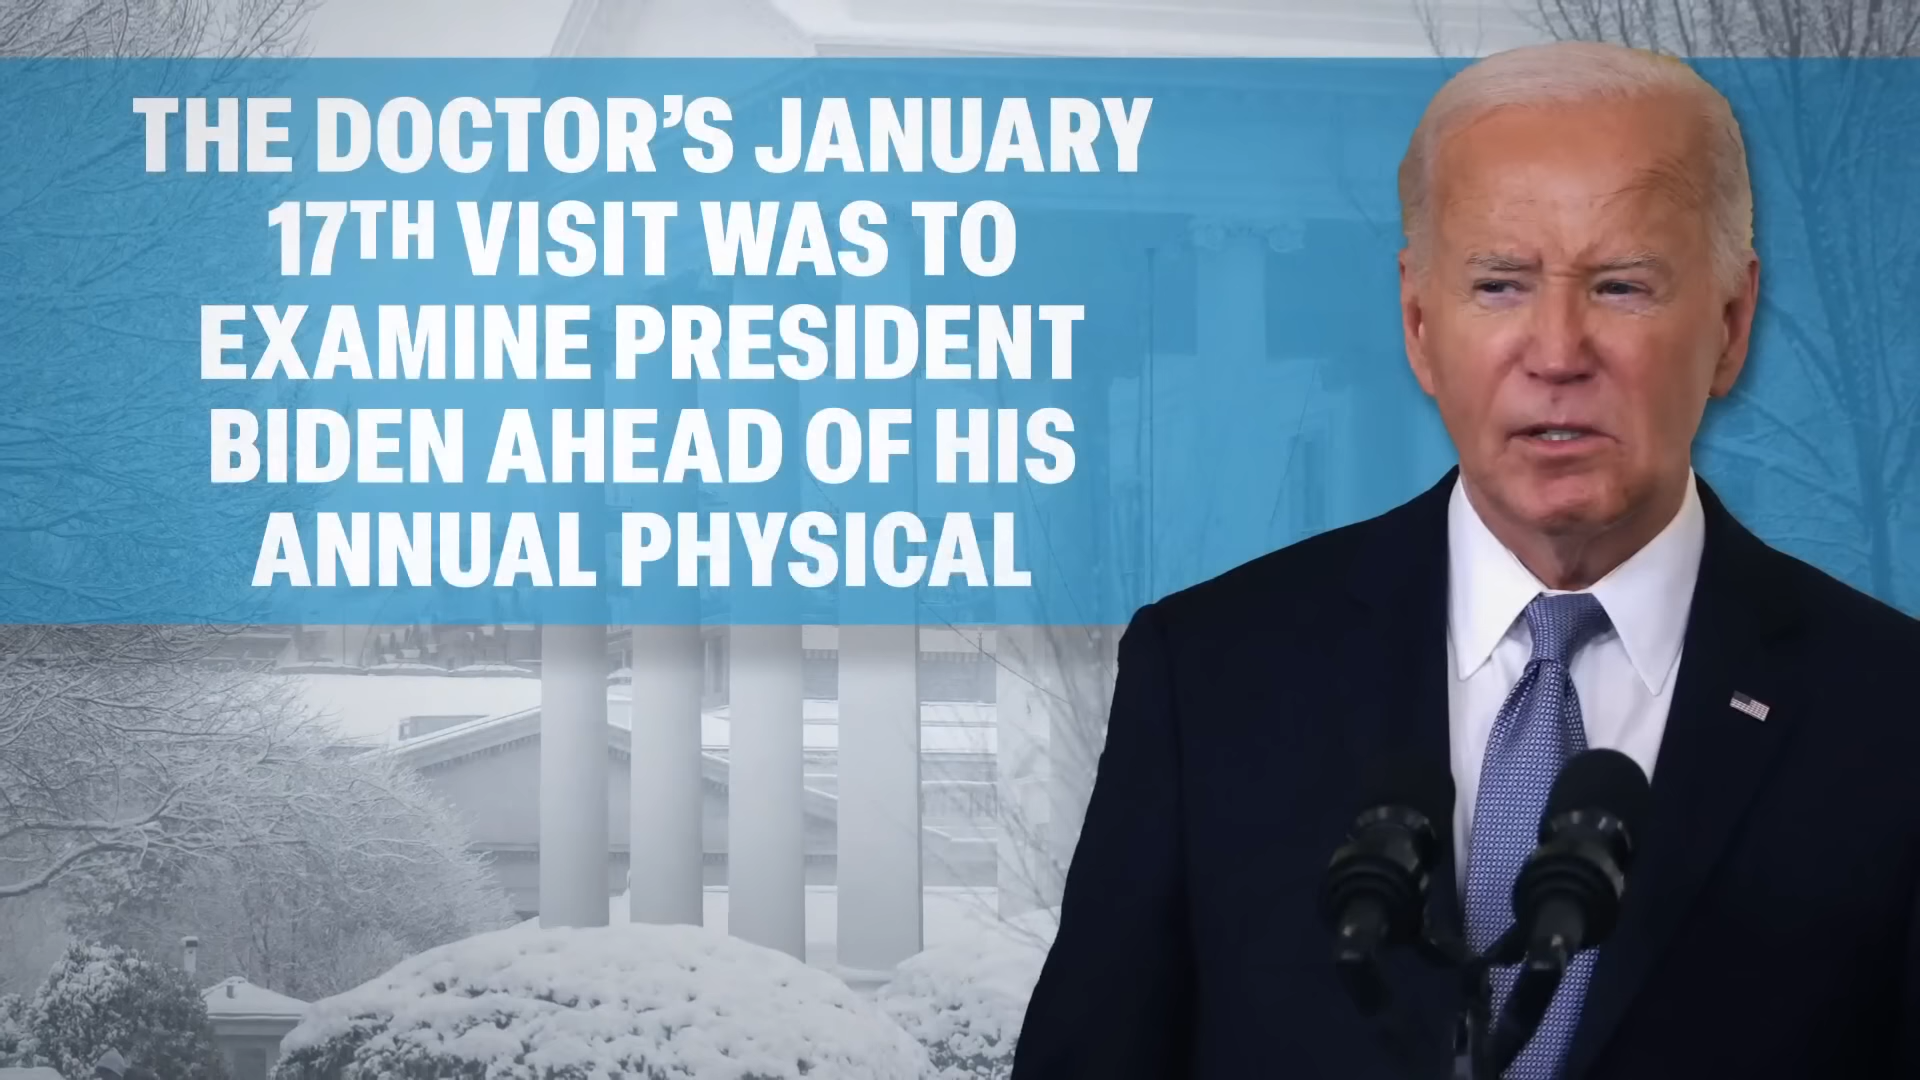 THE DOCTOR’S JANUARY
17TH VISIT WAS TO
EXAMINE PRESIDENT
BIDEN AHEAD OF HIS
ANNUAL PHYSICAL